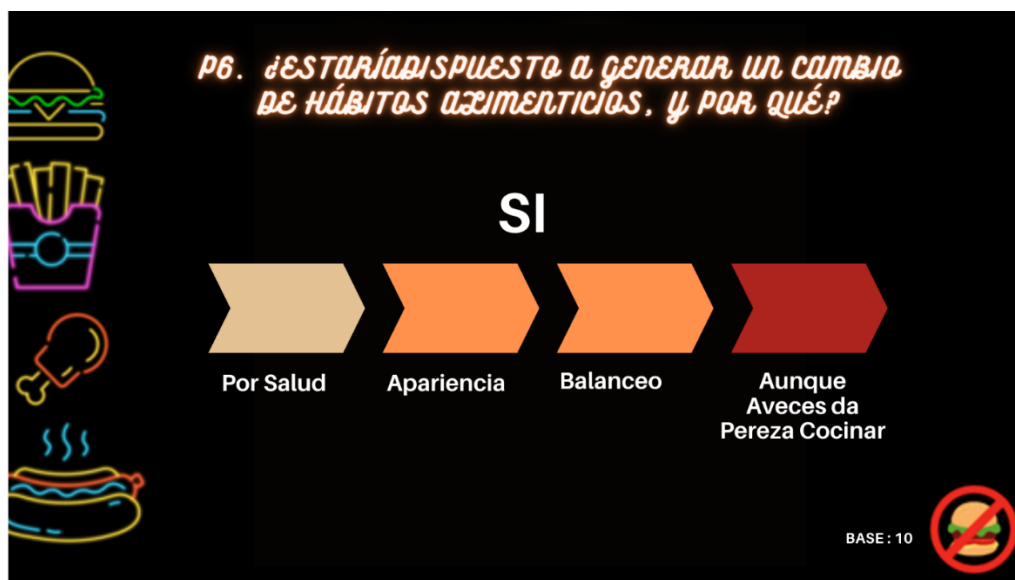 P6. ¿ESTARÍADISPUESTO A GENERAR UN CAMBIO
DE HÁBITOS ALIMENTICIOS, Y POR QUÉ?
SI
Por Salud
Apariencia
Balanceo
Aunque
Aveces da
Pereza Cocinar
BASE : 10